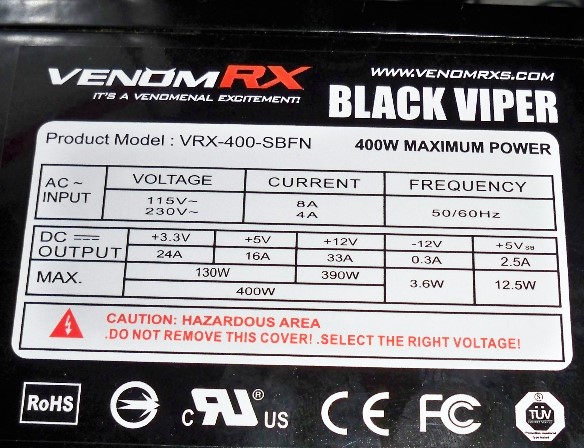 VENOMRX
IT'S A VENOMENAL EXCITEMENT!
WWW.VENOMRXS.COM
BLACK VIPER
Product Model : VRX-400-SBFN 400W MAXIMUM POWER
AC ~ INPUT VOLTAGE CURRENT FREQUENCY
115V~ 8A
230V~ 4A
50/60Hz
DC ⎓ OUTPUT +3.3V +5V +12V -12V +5VSB
24A 16A 33A 0.3A 2.5A
MAX. 130W 390W 3.6W 12.5W
400W
CAUTION: HAZARDOUS AREA
.DO NOT REMOVE THIS COVER! .SELECT THE RIGHT VOLTAGE!
RoHS c RU ® US CE FC S TÜV